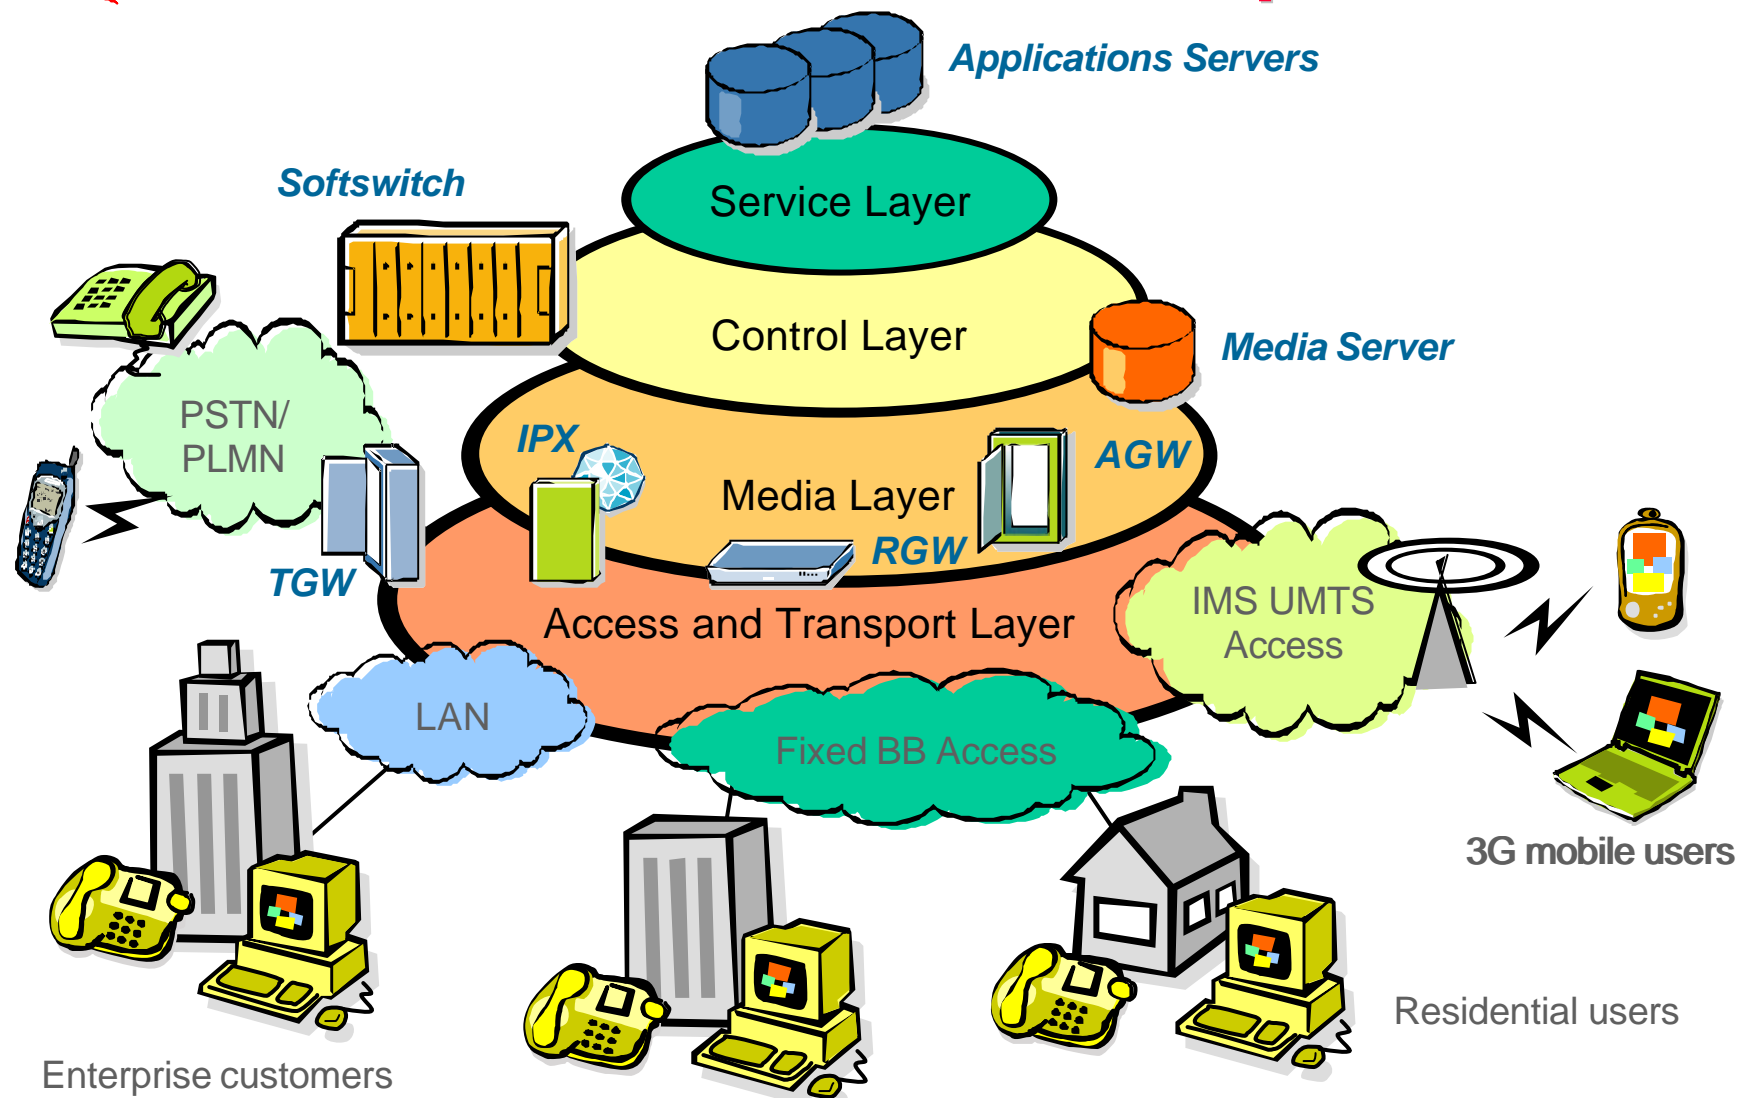 Applications Servers
Softswitch
Service Layer
Control Layer
Media Server
PSTN/
PLMN
IPX
AGW
Media Layer
RGW
TGW
IMS UMTS
Access
Access and Transport Layer
LAN
Fixed BB Access
3G mobile users
Residential users
Enterprise customers